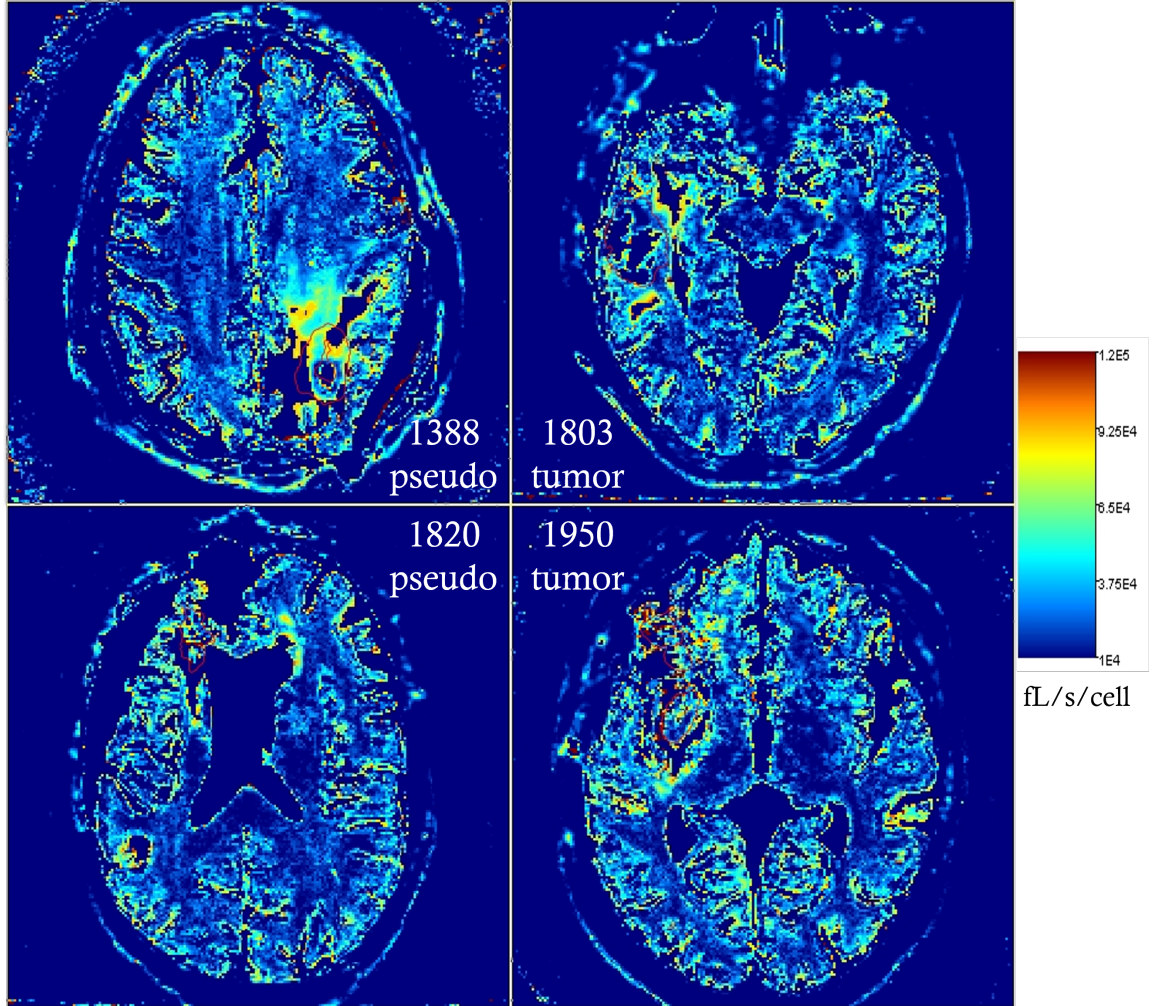 1388
pseudo
1803
tumor
1820
pseudo
1950
tumor
1.2E5
9.25E4
6.5E4
3.75E4
1E4
fL/s/cell